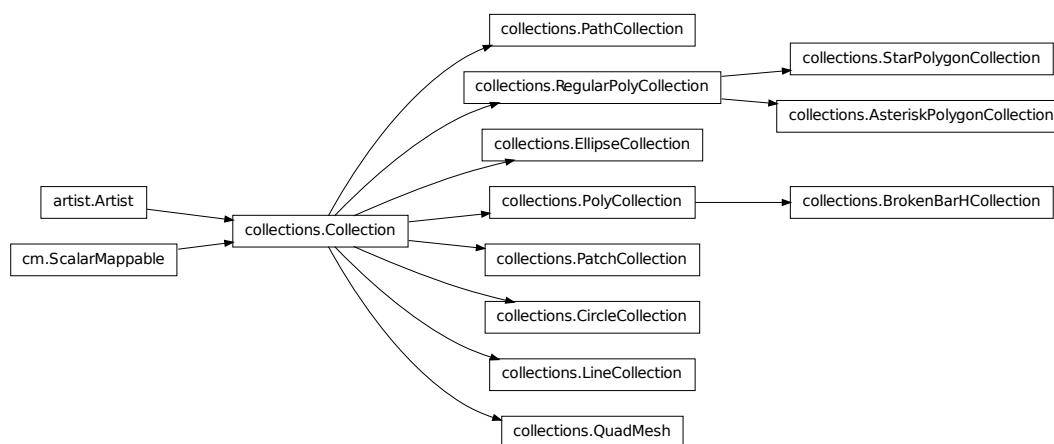 collections.PathCollection
collections.StarPolygonCollection
collections.RegularPolyCollection
collections.AsteriskPolygonCollection
collections.EllipseCollection
artist.Artist
collections.PolyCollection
collections.BrokenBarHCollection
collections.Collection
cm.ScalarMappable
collections.PatchCollection
collections.CircleCollection
collections.LineCollection
collections.QuadMesh